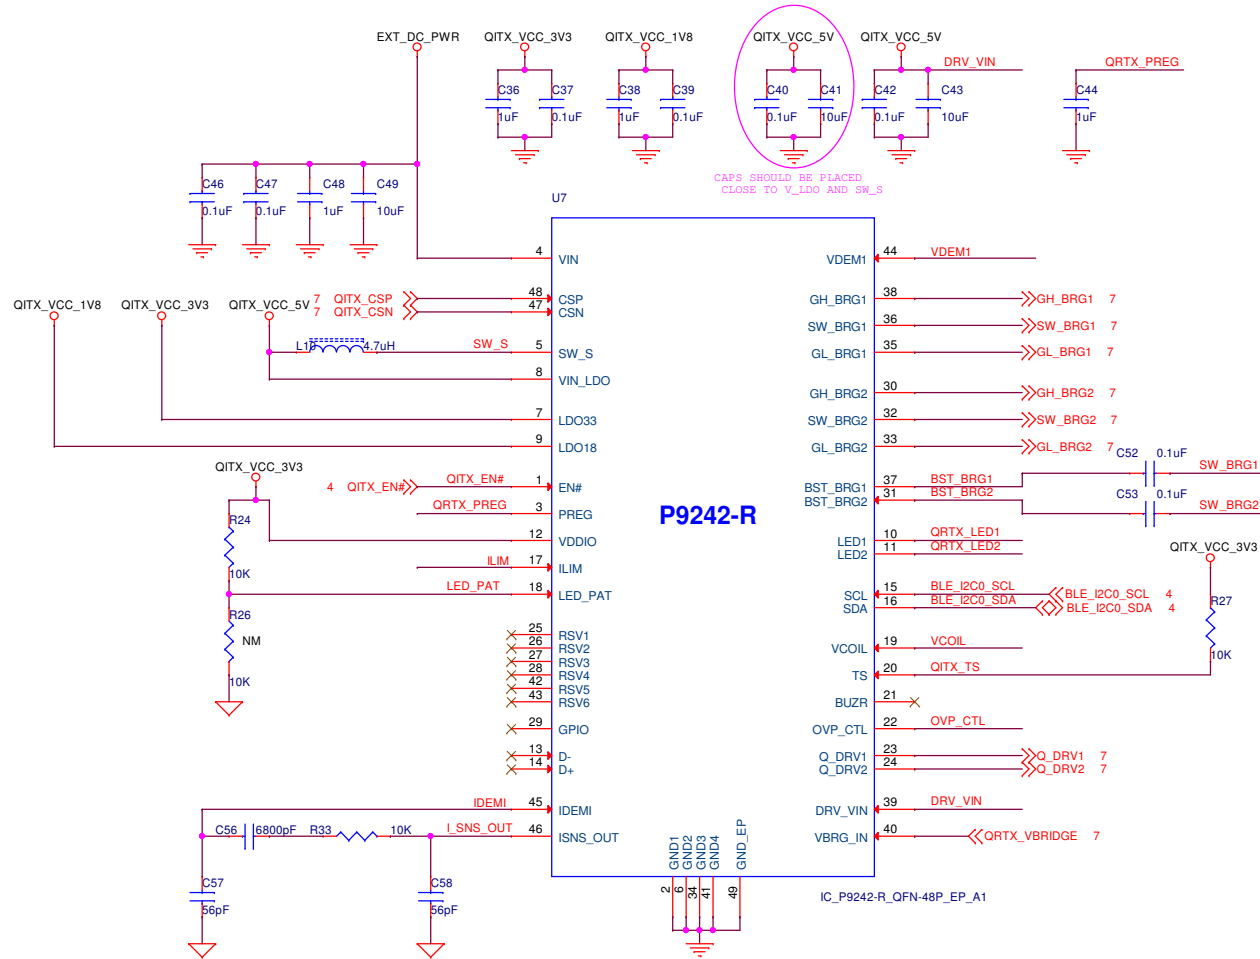 EXT_DC_PWR QITX_VCC_3V3 QITX_VCC_1V8 QITX_VCC_5V QITX_VCC_5V
DRV_VIN QRTX_PREG
C36 C37 C38 C39 C40 C41 C42 C43 C44
1uF 0.1uF 1uF 0.1uF 0.1uF 10uF 0.1uF 10uF 1uF
CAPS SHOULD BE PLACED
CLOSE TO V_LDO AND SW_S
C46 C47 C48 C49
0.1uF 0.1uF 1uF 10uF
U7
4 VIN
QITX_VCC_1V8 QITX_VCC_3V3 QITX_VCC_5V
7 QITX_CSP 48 CSP
7 QITX_CSN 47 CSN
L10 4.7uH SW_S 5 SW_S
8 VIN_LDO
7 LDO33
9 LDO18
QITX_VCC_3V3
4 QITX_EN# QITX_EN# 1 EN#
QRTX_PREG 3 PREG
R24
10K
12 VDDIO
ILIM 17 ILIM
LED_PAT 18 LED_PAT
R26
NM
10K
25 RSV1
26 RSV2
27 RSV3
28 RSV4
42 RSV5
43 RSV6
29 GPIO
13 D-
14 D+
IDEMI 45 IDEMI
C56 6800pF R33 10K I_SNS_OUT 46 ISNS_OUT
C57
56pF
C58
56pF
P9242-R
VDEM1 44 VDEM1
GH_BRG1 38 GH_BRG1 7
SW_BRG1 36 SW_BRG1 7
GL_BRG1 35 GL_BRG1 7
GH_BRG2 30 GH_BRG2 7
SW_BRG2 32 SW_BRG2 7
GL_BRG2 33 GL_BRG2 7
BST_BRG1 37 BST_BRG1 C52 0.1uF SW_BRG1
BST_BRG2 31 BST_BRG2 C53 0.1uF SW_BRG2
LED1 10 QRTX_LED1
LED2 11 QRTX_LED2
QITX_VCC_3V3
SCL 15 BLE_I2C0_SCL BLE_I2C0_SCL 4
SDA 16 BLE_I2C0_SDA BLE_I2C0_SDA 4
R27
10K
VCOIL 19 VCOIL
TS 20 QITX_TS
BUZR 21
OVP_CTL 22 OVP_CTL
Q_DRV1 23 Q_DRV1 7
Q_DRV2 24 Q_DRV2 7
DRV_VIN 39 DRV_VIN
VBRG_IN 40 QRTX_VBRIDGE 7
GND1 GND2 GND3 GND4 GND_EP
2 6 34 41 49
IC_P9242-R_QFN-48P_EP_A1